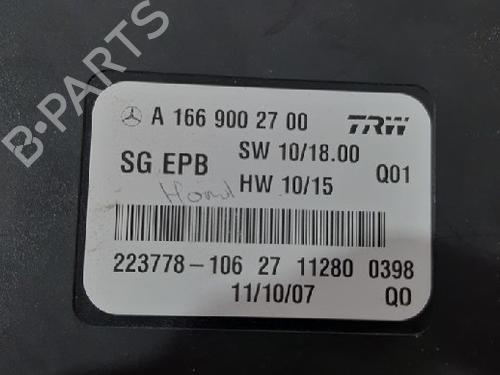 B-PARTS
A 166 900 27 00 TRW
SG EPB SW 10/18.00 Q01
HW 10/15
223778-106 27 11280 0398
11/10/07 Q0